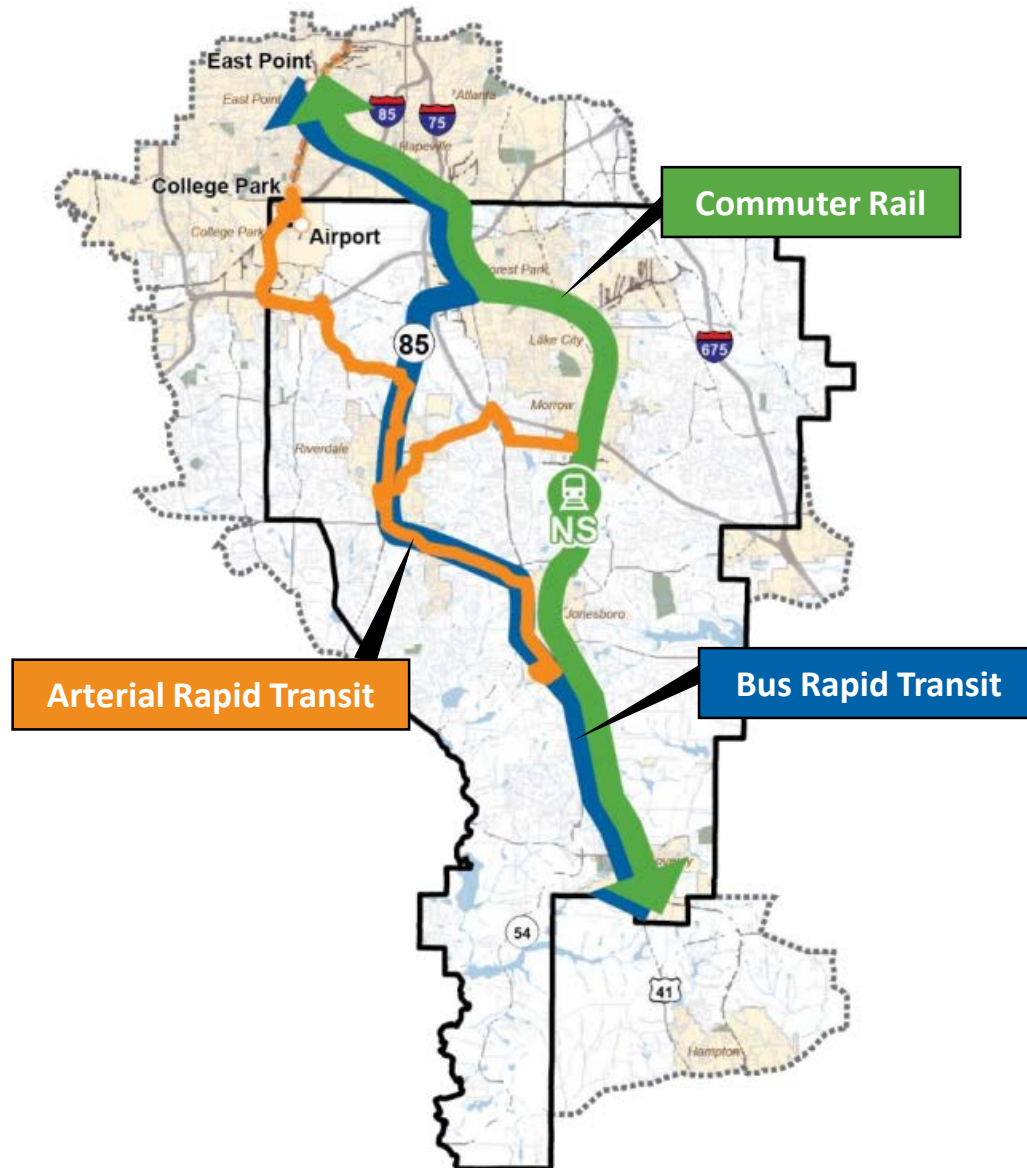 East Point
East Point
85
75
Atlanta
Hapeville
College Park
College Park
Airport
Commuter Rail
Forest Park
85
Lake City
675
Morrow
Riverdale
NS
Jonesboro
Arterial Rapid Transit
Bus Rapid Transit
54
41
Hampton